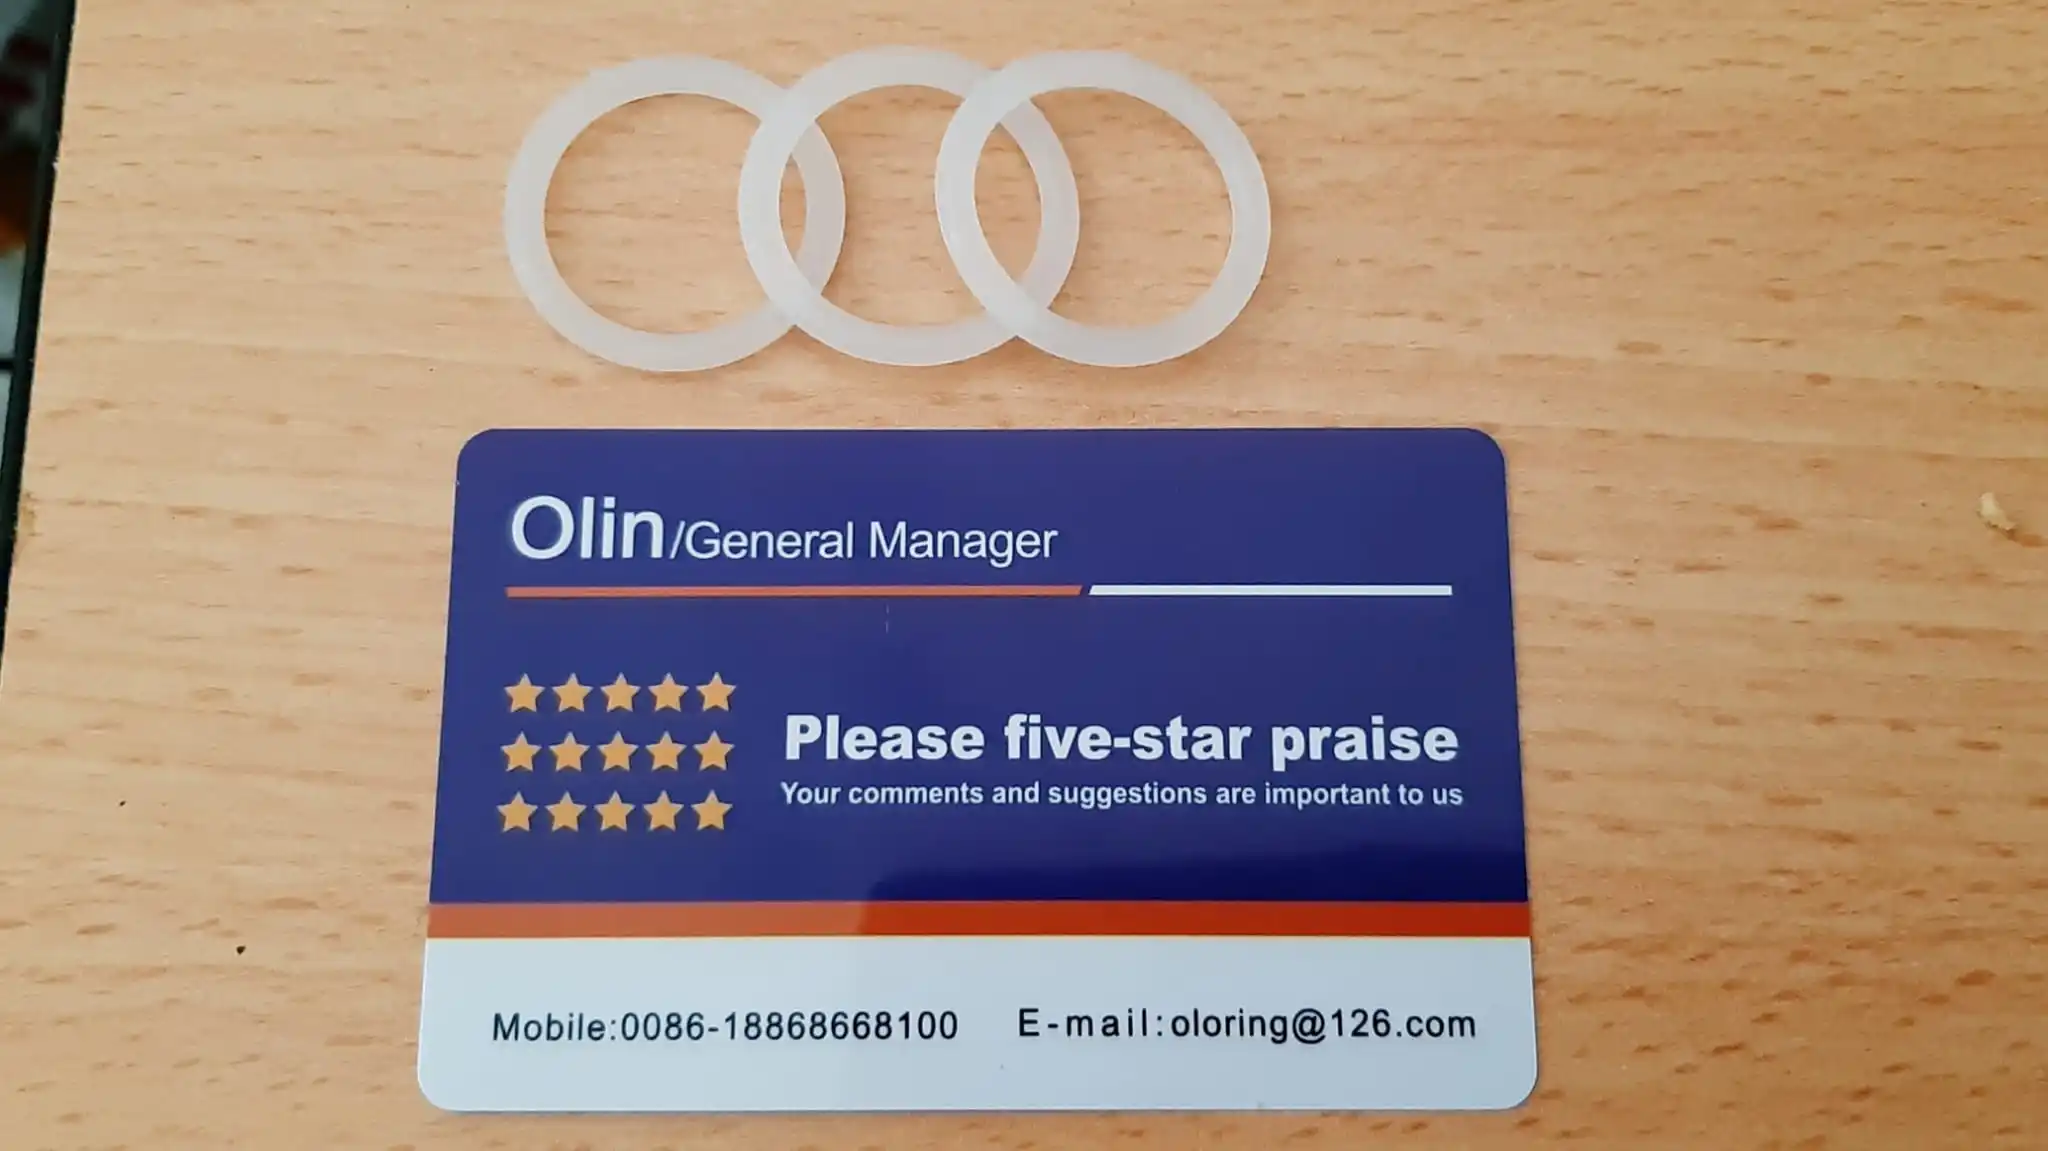 Olin/General Manager
Please five-star praise
Your comments and suggestions are important to us
Mobile:0086-18868668100 E-mail:oloring@126.com